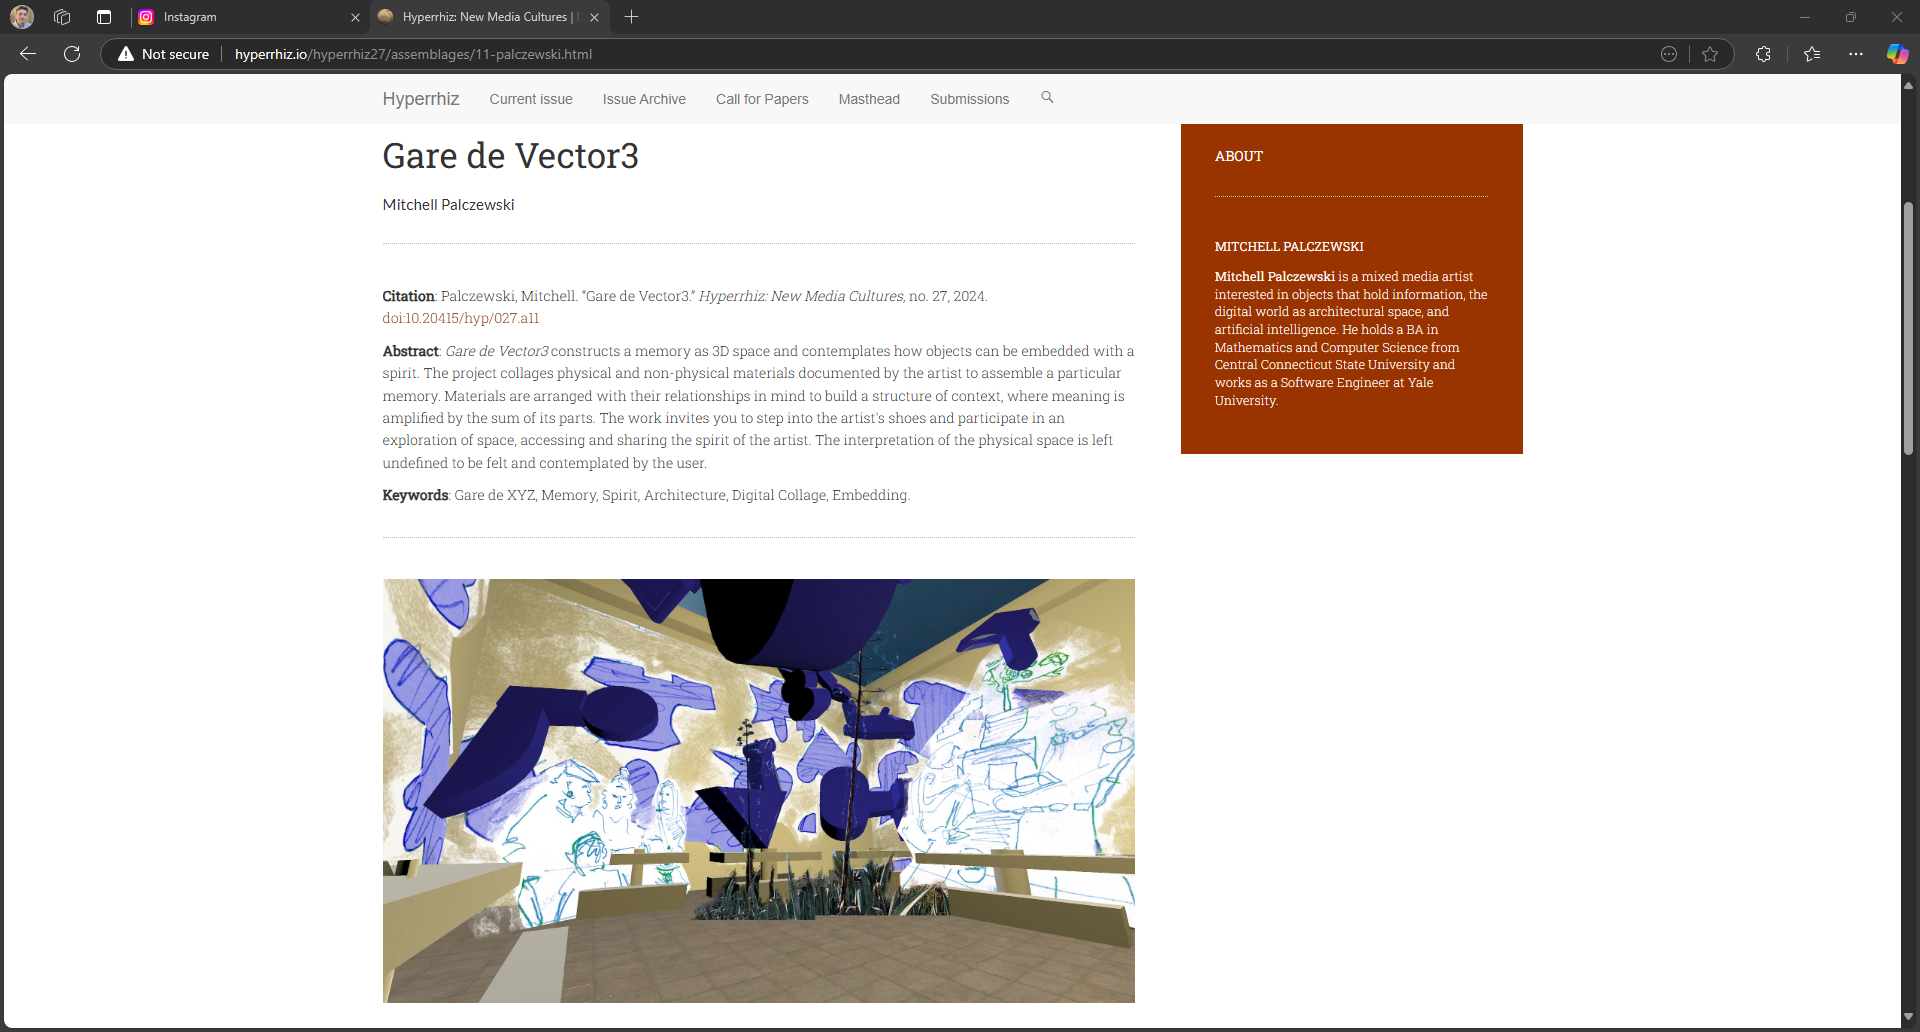 Instagram
Hyperrhiz: New Media Cultures |
Not secure
hyperrhiz.io/hyperrhiz27/assemblages/11-palczewski.html
Hyperrhiz
Current issue
Issue Archive
Call for Papers
Masthead
Submissions
Gare de Vector3
Mitchell Palczewski
Citation: Palczewski, Mitchell. “Gare de Vector3.” Hyperrhiz: New Media Cultures, no. 27, 2024.
doi:10.20415/hyp/027.a11
Abstract: Gare de Vector3 constructs a memory as 3D space and contemplates how objects can be embedded with a
spirit. The project collages physical and non-physical materials documented by the artist to assemble a particular
memory. Materials are arranged with their relationships in mind to build a structure of context, where meaning is
amplified by the sum of its parts. The work invites you to step into the artist's shoes and participate in an
exploration of space, accessing and sharing the spirit of the artist. The interpretation of the physical space is left
undefined to be felt and contemplated by the user.
Keywords: Gare de XYZ, Memory, Spirit, Architecture, Digital Collage, Embedding.
ABOUT
MITCHELL PALCZEWSKI
Mitchell Palczewski is a mixed media artist
interested in objects that hold information, the
digital world as architectural space, and
artificial intelligence. He holds a BA in
Mathematics and Computer Science from
Central Connecticut State University and
works as a Software Engineer at Yale
University.